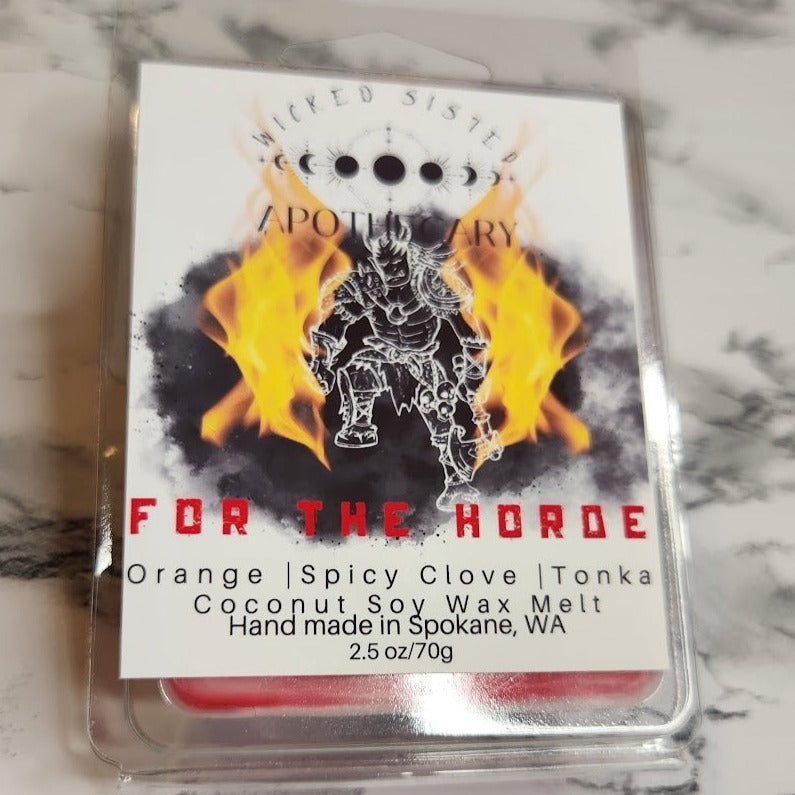 WICKED SISTER
APOTHECARY
FOR THE HORDE
Orange |Spicy Clove |Tonka
Coconut Soy Wax Melt
Hand made in Spokane, WA
2.5 oz/70g